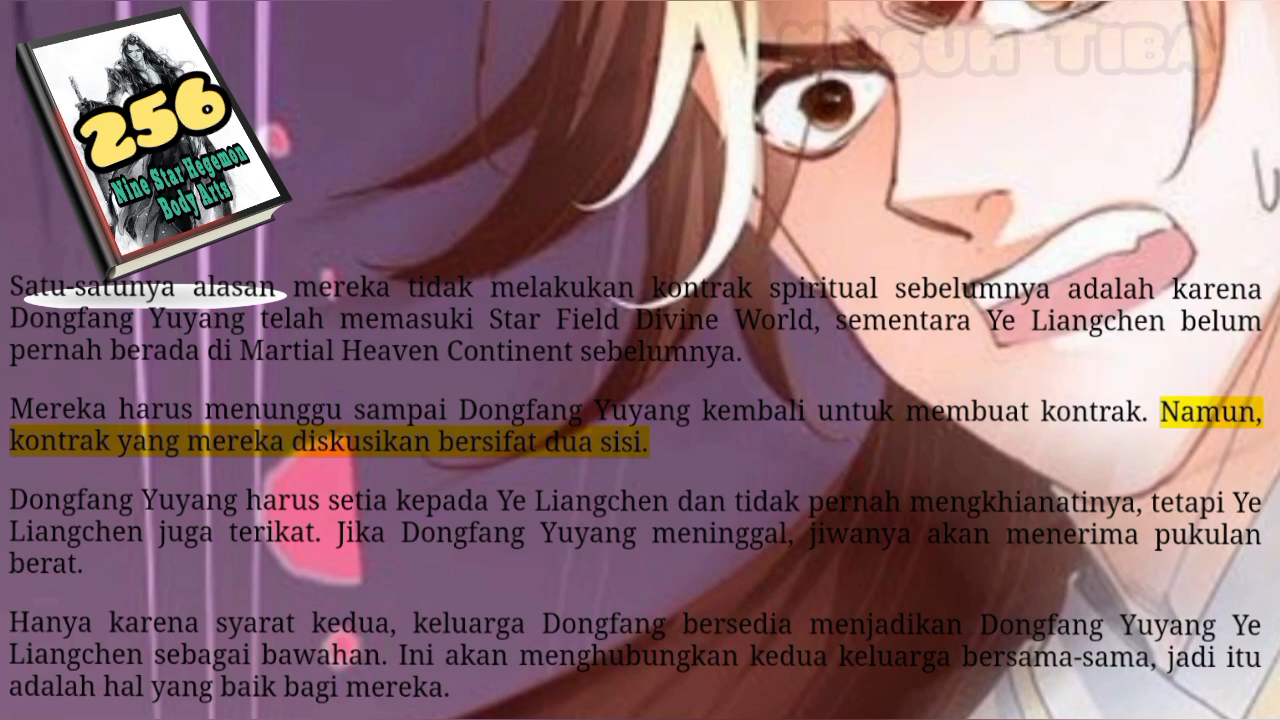 MUSUH TIBA
256
Nine Star Hegemon
Body Arts
Satu-satunya alasan mereka tidak melakukan kontrak spiritual sebelumnya adalah karena
Dongfang Yuyang telah memasuki Star Field Divine World, sementara Ye Liangchen belum
pernah berada di Martial Heaven Continent sebelumnya.
Mereka harus menunggu sampai Dongfang Yuyang kembali untuk membuat kontrak. Namun,
kontrak yang mereka diskusikan bersifat dua sisi.
Dongfang Yuyang harus setia kepada Ye Liangchen dan tidak pernah mengkhianatinya, tetapi Ye
Liangchen juga terikat. Jika Dongfang Yuyang meninggal, jiwanya akan menerima pukulan
berat.
Hanya karena syarat kedua, keluarga Dongfang bersedia menjadikan Dongfang Yuyang Ye
Liangchen sebagai bawahan. Ini akan menghubungkan kedua keluarga bersama-sama, jadi itu
adalah hal yang baik bagi mereka.